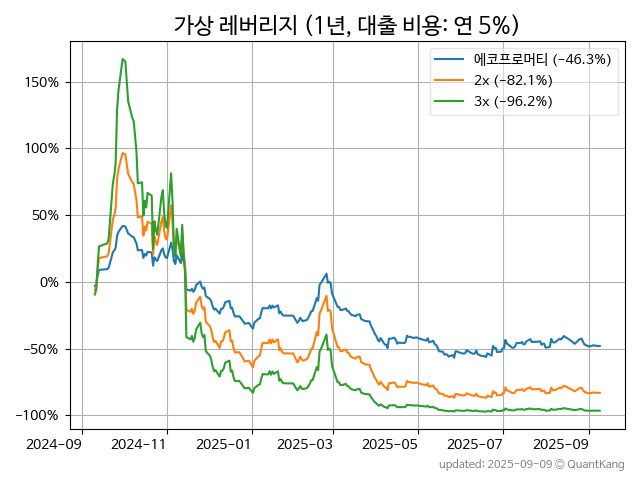 가상 레버리지 (1년, 대출 비용: 연 5%)
에코프로머티 (−46.3%)
2x (−82.1%)
3x (−96.2%)
150%
100%
50%
0%
−50%
−100%
2024-09
2024-11
2025-01
2025-03
2025-05
2025-07
2025-09
updated: 2025-09-09 © QuantKang